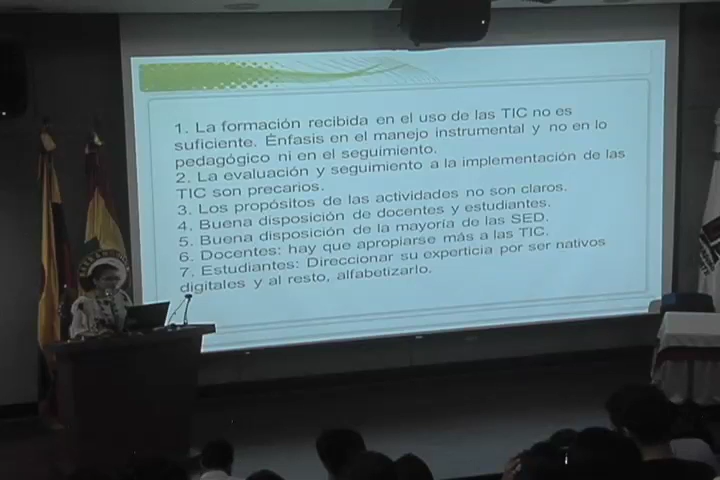 1. La formación recibida en el uso de las TIC no es
suficiente. Énfasis en el manejo instrumental y no en lo
pedagógico ni en el seguimiento.
2. La evaluación y seguimiento a la implementación de las
TIC son precarios.
3. Los propósitos de las actividades no son claros.
4. Buena disposición de docentes y estudiantes.
5. Buena disposición de la mayoría de las SED.
6. Docentes: hay que apropiarse más a las TIC.
7. Estudiantes: Direccionar su experticia por ser nativos
digitales y al resto, alfabetizarlo.